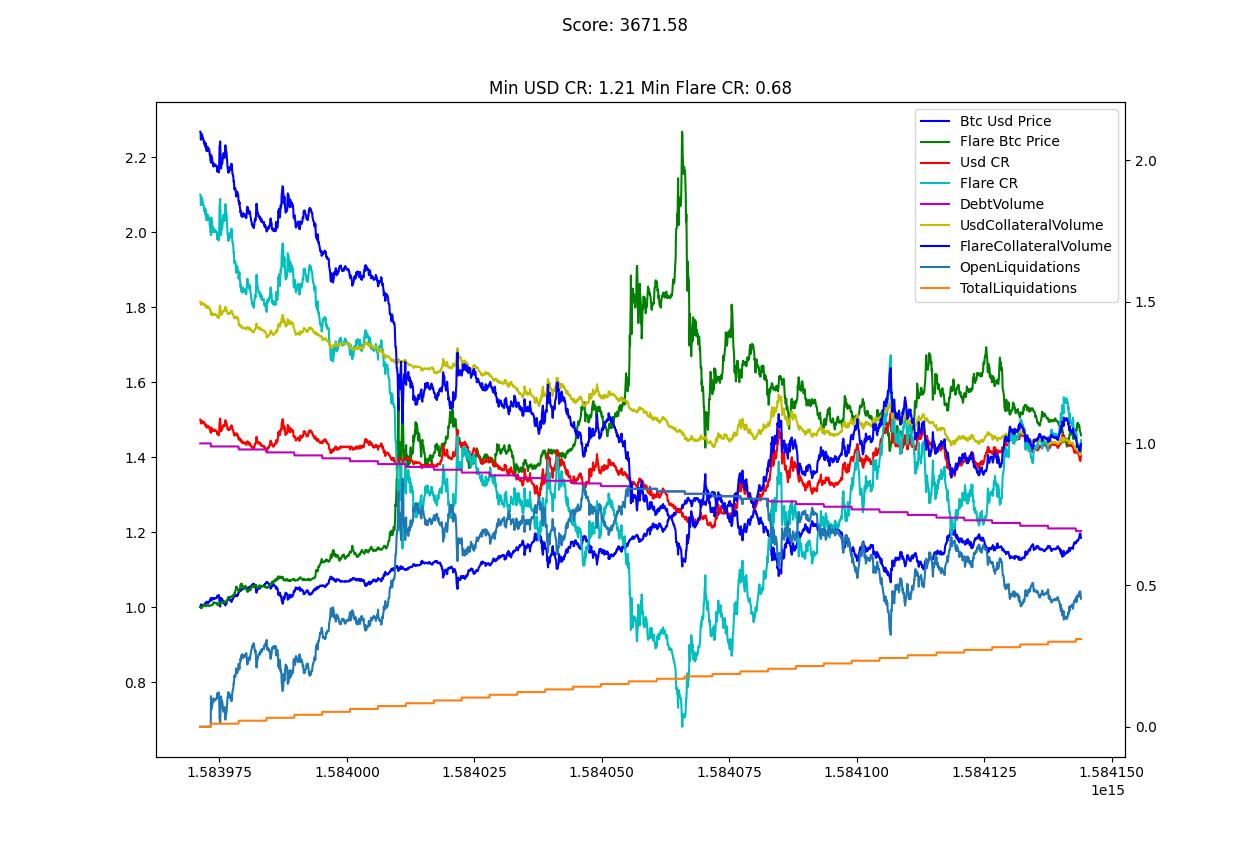 Score: 3671.58
Min USD CR: 1.21 Min Flare CR: 0.68
Btc Usd Price
Flare Btc Price
Usd CR
Flare CR
DebtVolume
UsdCollateralVolume
FlareCollateralVolume
OpenLiquidations
TotalLiquidations
2.2
2.0
1.8
1.6
1.4
1.2
1.0
0.8
2.0
1.5
1.0
0.5
0.0
1.583975
1.584000
1.584025
1.584050
1.584075
1.584100
1.584125
1.584150
1e15